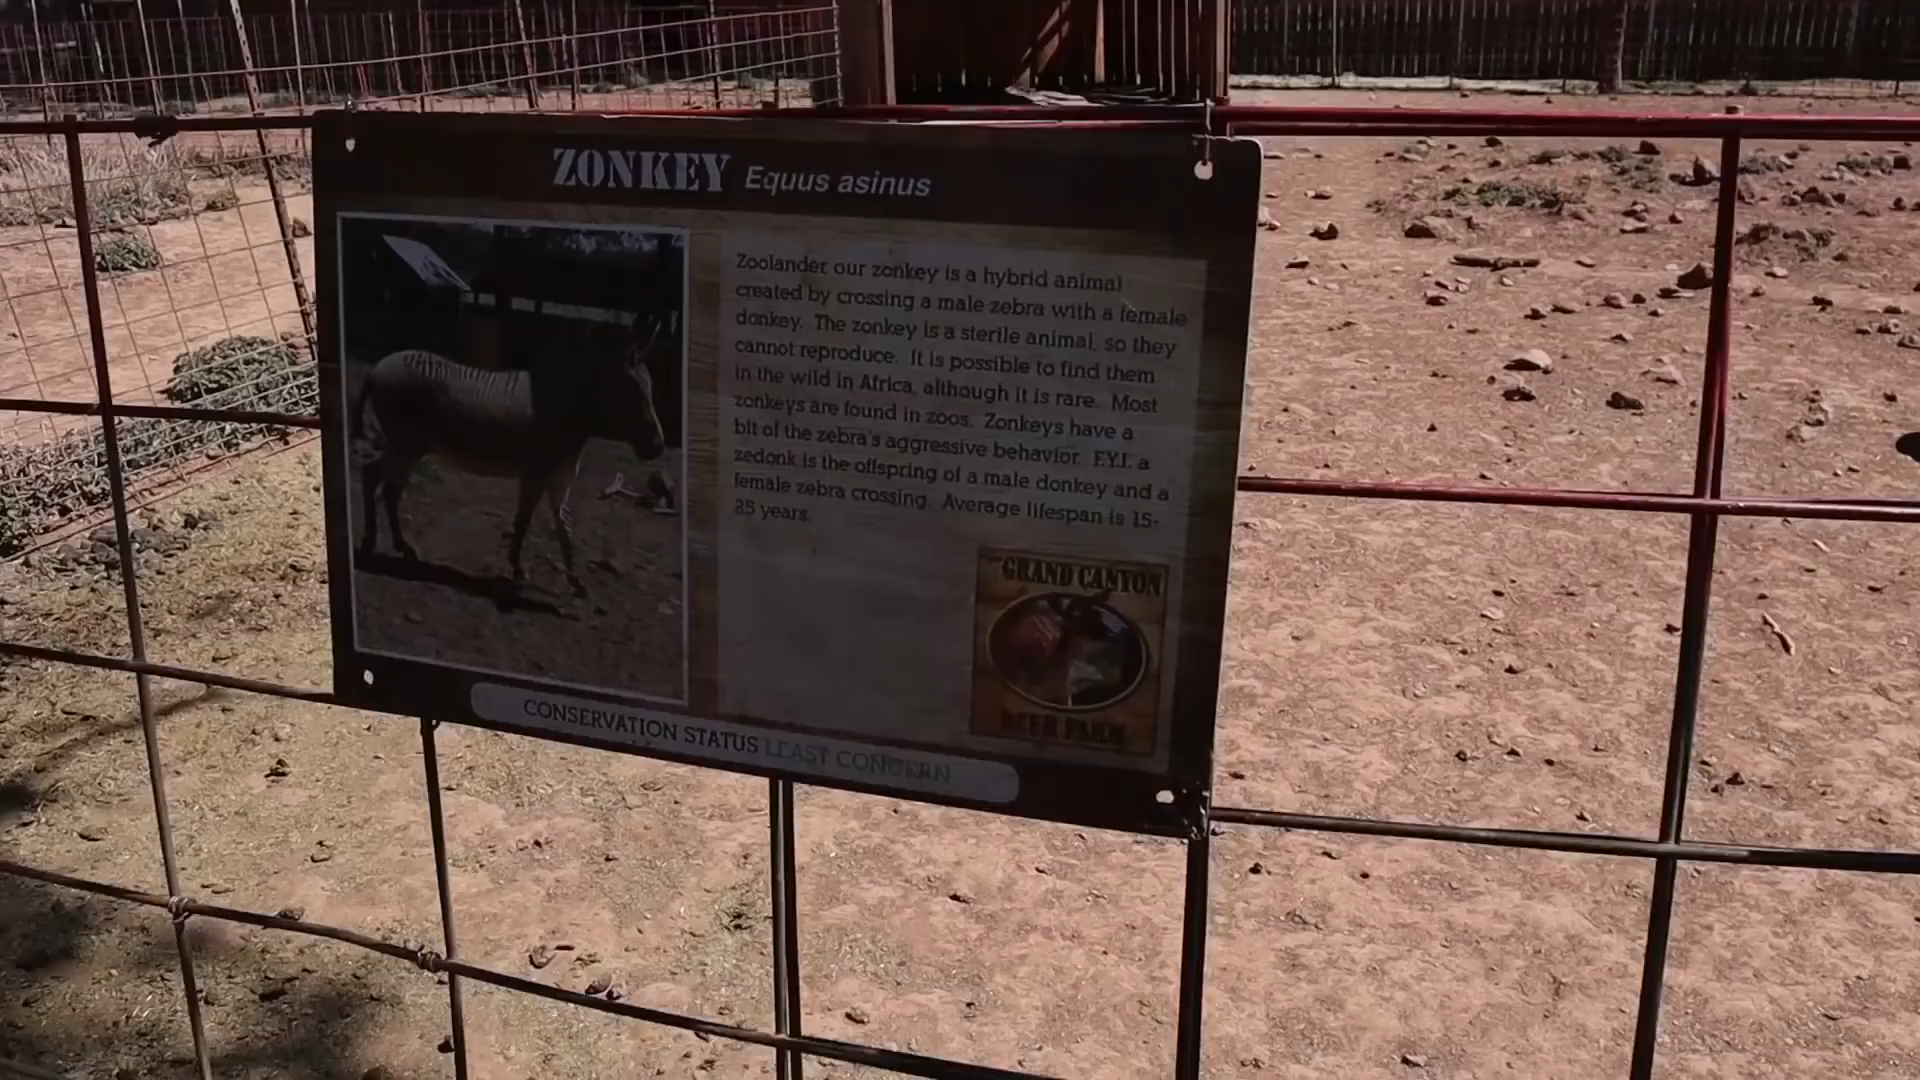 ZONKEY Equus asinus
Zoolander, our zonkey is a hybrid animal
created by crossing a male zebra with a female
donkey. The zonkey is a sterile animal, so they
cannot reproduce. It is possible to find them
in the wild in Africa, although it is rare. Most
zonkeys are found in zoos. Zonkeys have a
bit of the zebra's aggressive behavior. F.Y.I. a
zedonk is the offspring of a male donkey and a
female zebra crossing. Average lifespan is 15-
25 years.
GRAND CANYON
DEER FARM
CONSERVATION STATUS LEAST CONCERN